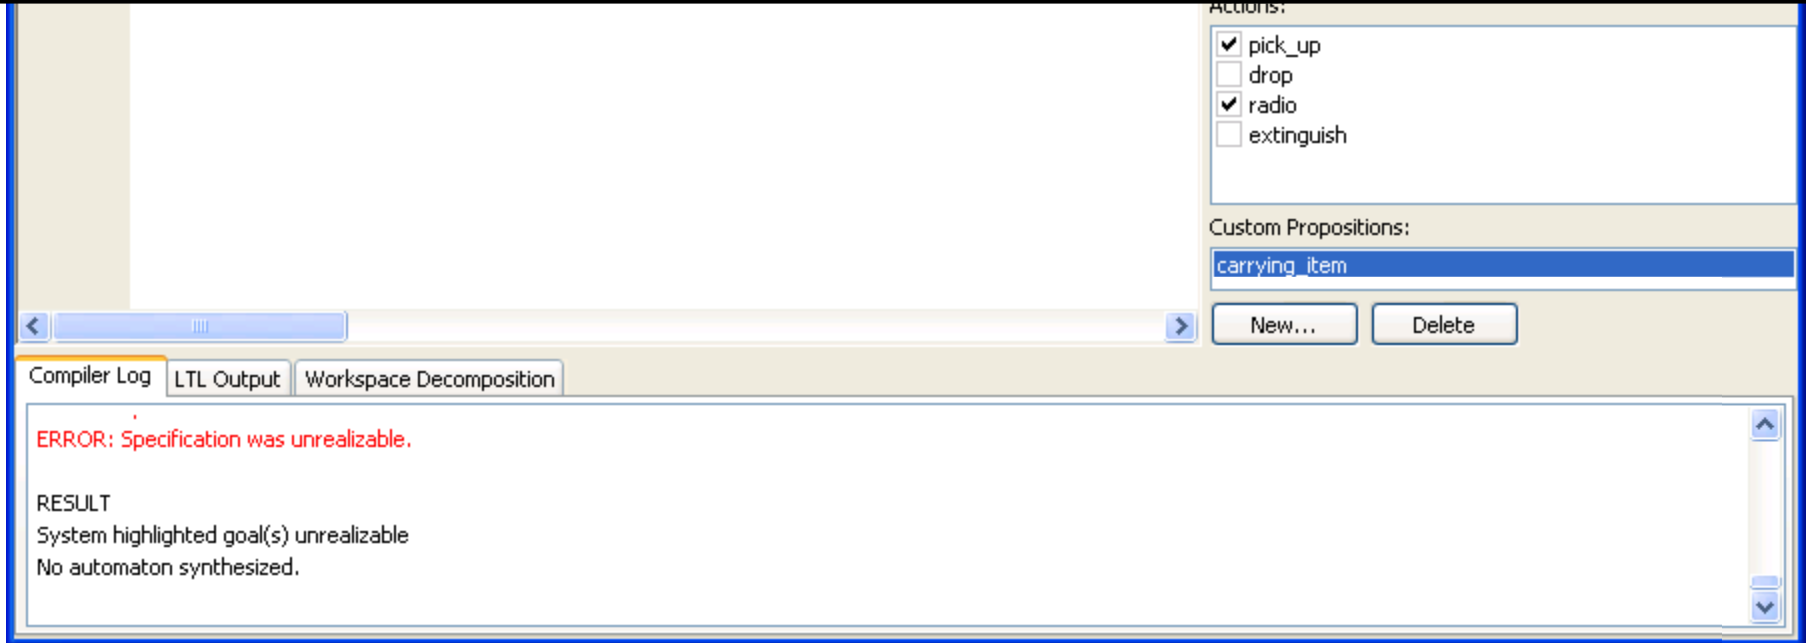 Actions:
pick_up
drop
radio
extinguish
Custom Propositions:
carrying_item
New...
Delete
Compiler Log
LTL Output
Workspace Decomposition
ERROR: Specification was unrealizable.
RESULT
System highlighted goal(s) unrealizable
No automaton synthesized.